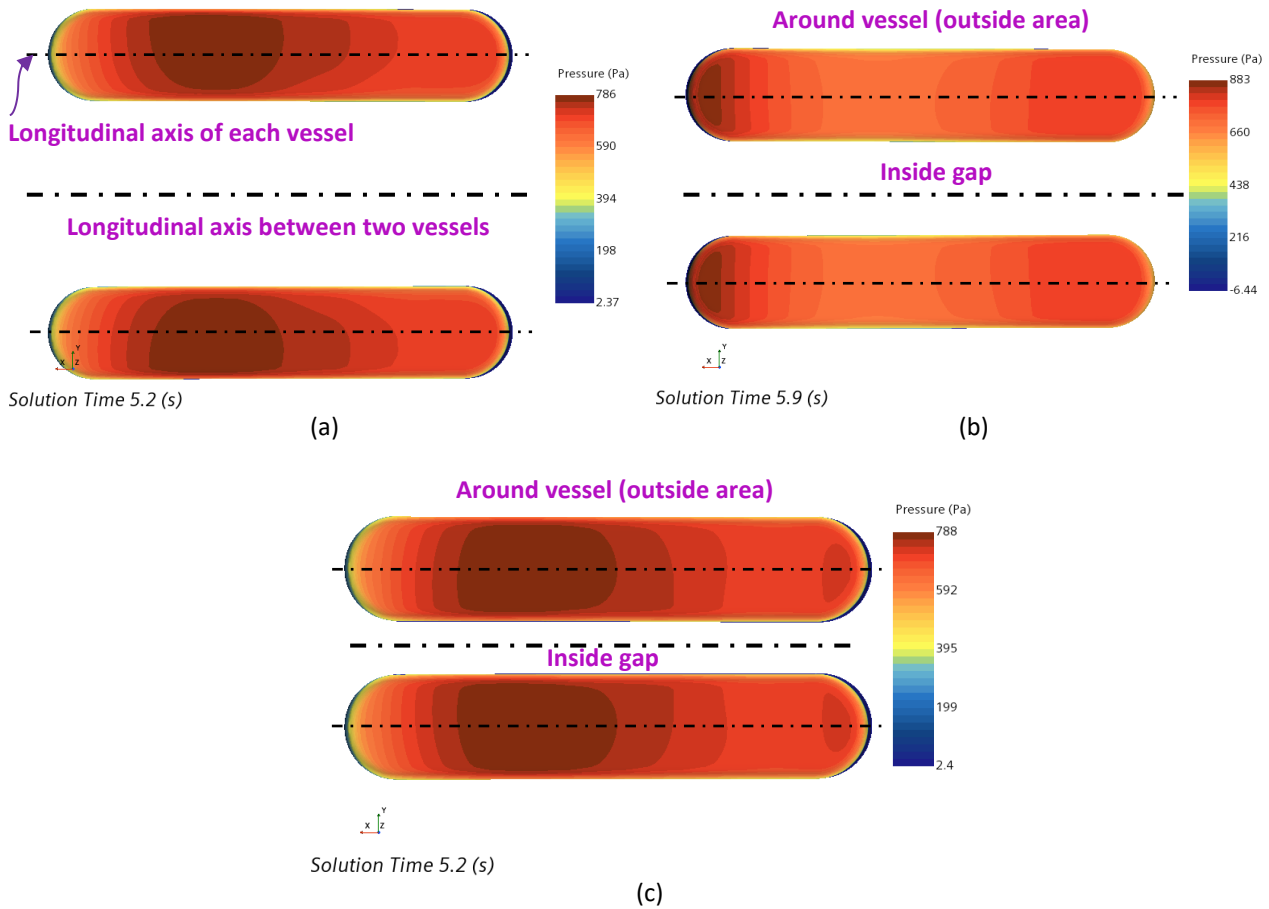 Pressure (Pa)
786
590
394
198
2.37
Longitudinal axis of each vessel
Longitudinal axis between two vessels
Y
X
Z
Solution Time 5.2 (s)
(a)
Around vessel (outside area)
Pressure (Pa)
883
660
438
216
-6.44
Inside gap
Y
X
Z
Solution Time 5.9 (s)
(b)
Around vessel (outside area)
Pressure (Pa)
788
592
395
199
2.4
Inside gap
Y
X
Z
Solution Time 5.2 (s)
(c)